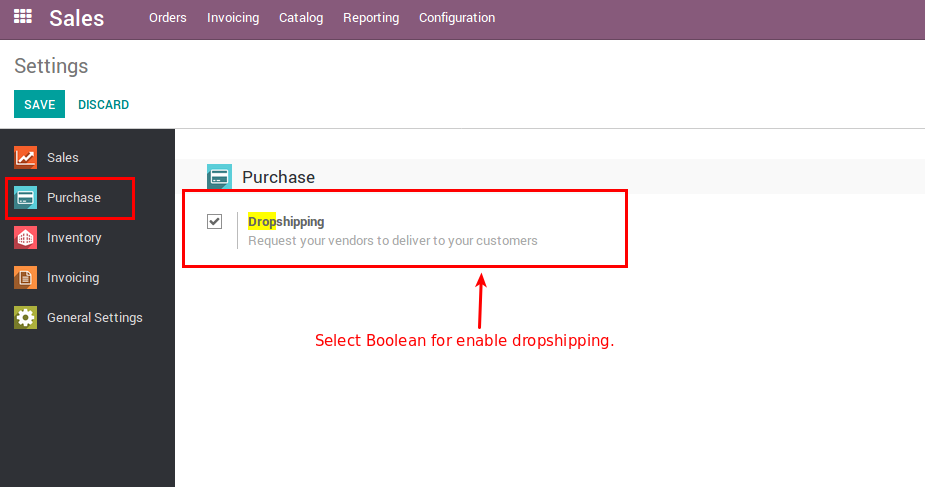 Sales Orders Invoicing Catalog Reporting Configuration
Settings
SAVE DISCARD
Sales
Purchase
Inventory
Invoicing
General Settings
Purchase
Dropshipping
Request your vendors to deliver to your customers
Select Boolean for enable dropshipping.